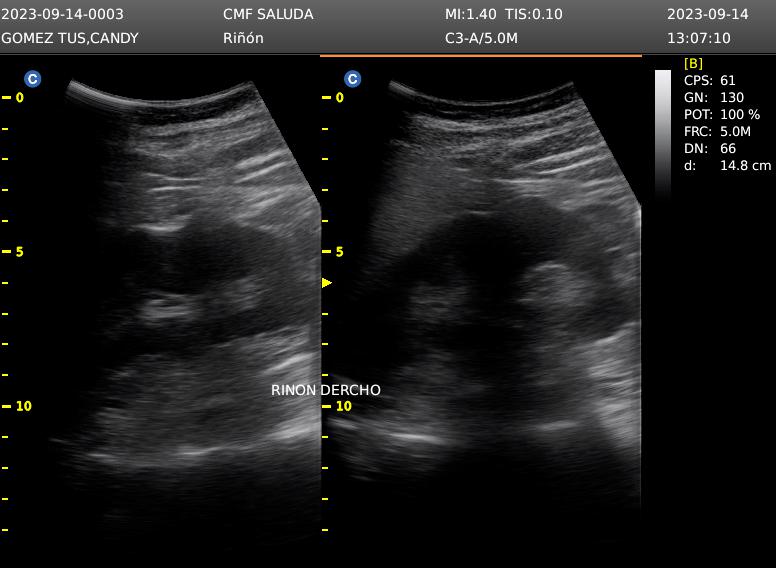 2023-09-14-0003 CMF SALUDA MI:1.40 TIS:0.10 2023-09-14
GOMEZ TUS,CANDY Riñón C3-A/5.0M 13:07:10
C C [B]
0 0 CPS: 61
GN: 130
POT: 100 %
FRC: 5.0M
DN: 66
d: 14.8 cm
5 5
RINON DERCHO
10 10